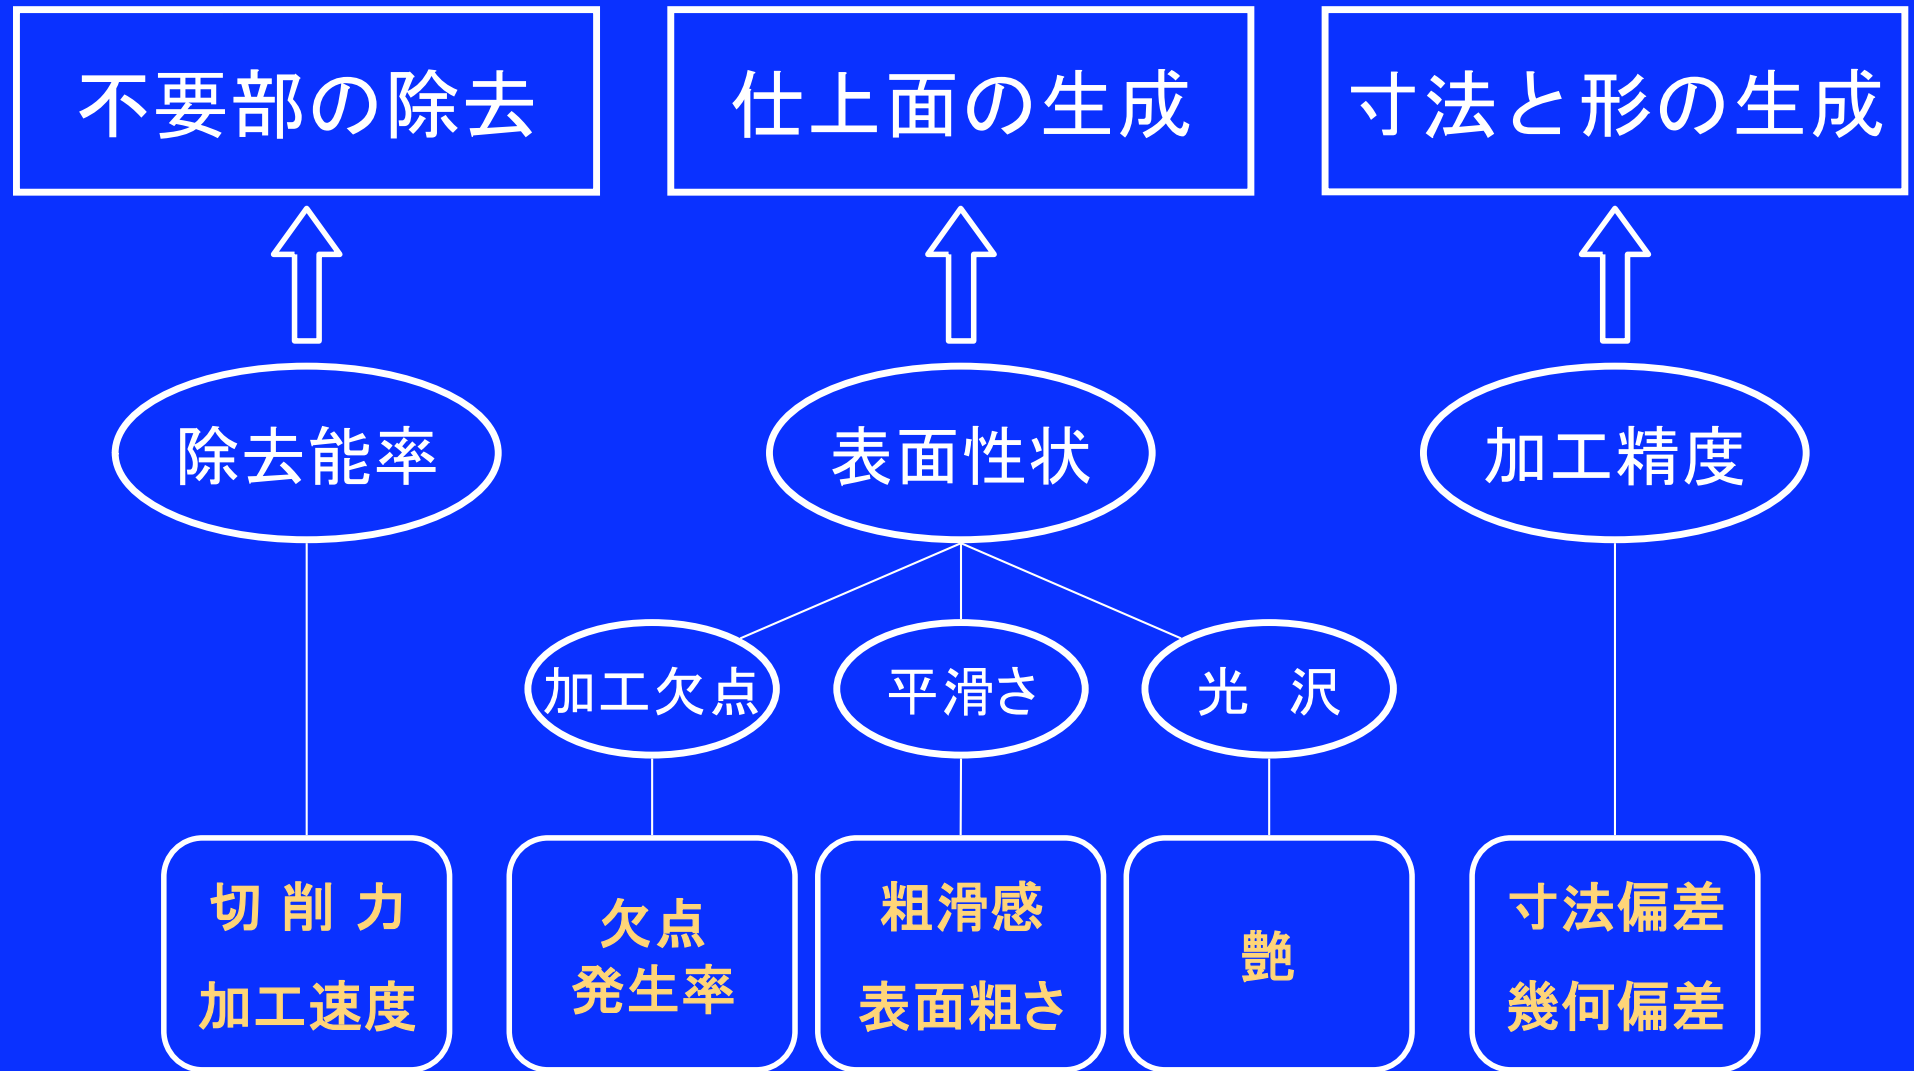 不要部の除去
仕上面の生成
寸法と形の生成
除去能率
表面性状
加工精度
加工欠点
平滑さ
光 沢
切 削 力
加工速度
欠点
発生率
粗滑感
表面粗さ
艶
寸法偏差
幾何偏差